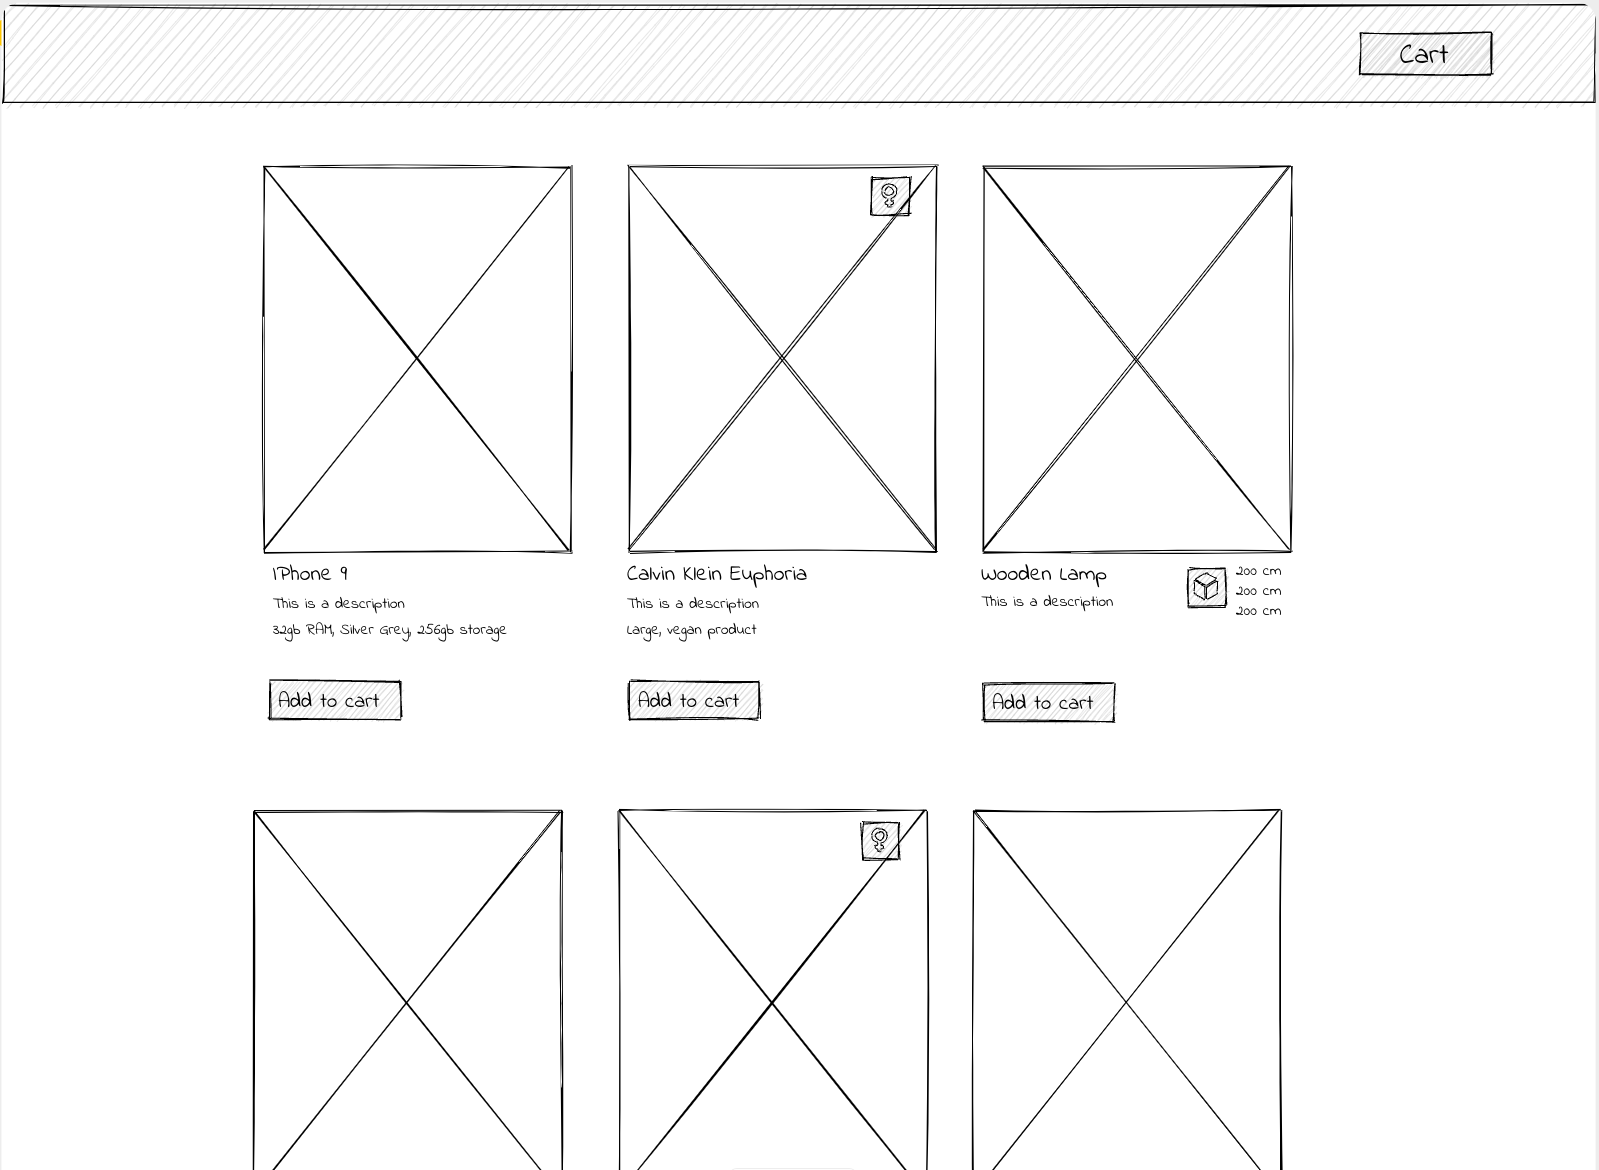 Cart
IPhone 9
This is a description
32gb RAM, Silver Grey, 256gb storage
Add to cart
Calvin Klein Euphoria
This is a description
Large, vegan product
Add to cart
Wooden Lamp
This is a description
200 cm
200 cm
200 cm
Add to cart